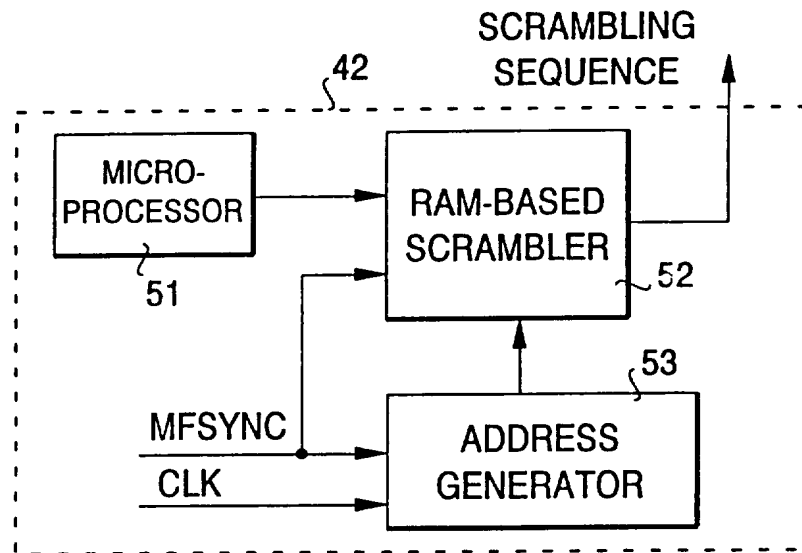 SCRAMBLING
SEQUENCE
42
MICRO-
PROCESSOR
51
RAM-BASED
SCRAMBLER
52
53
MFSYNC
CLK
ADDRESS
GENERATOR